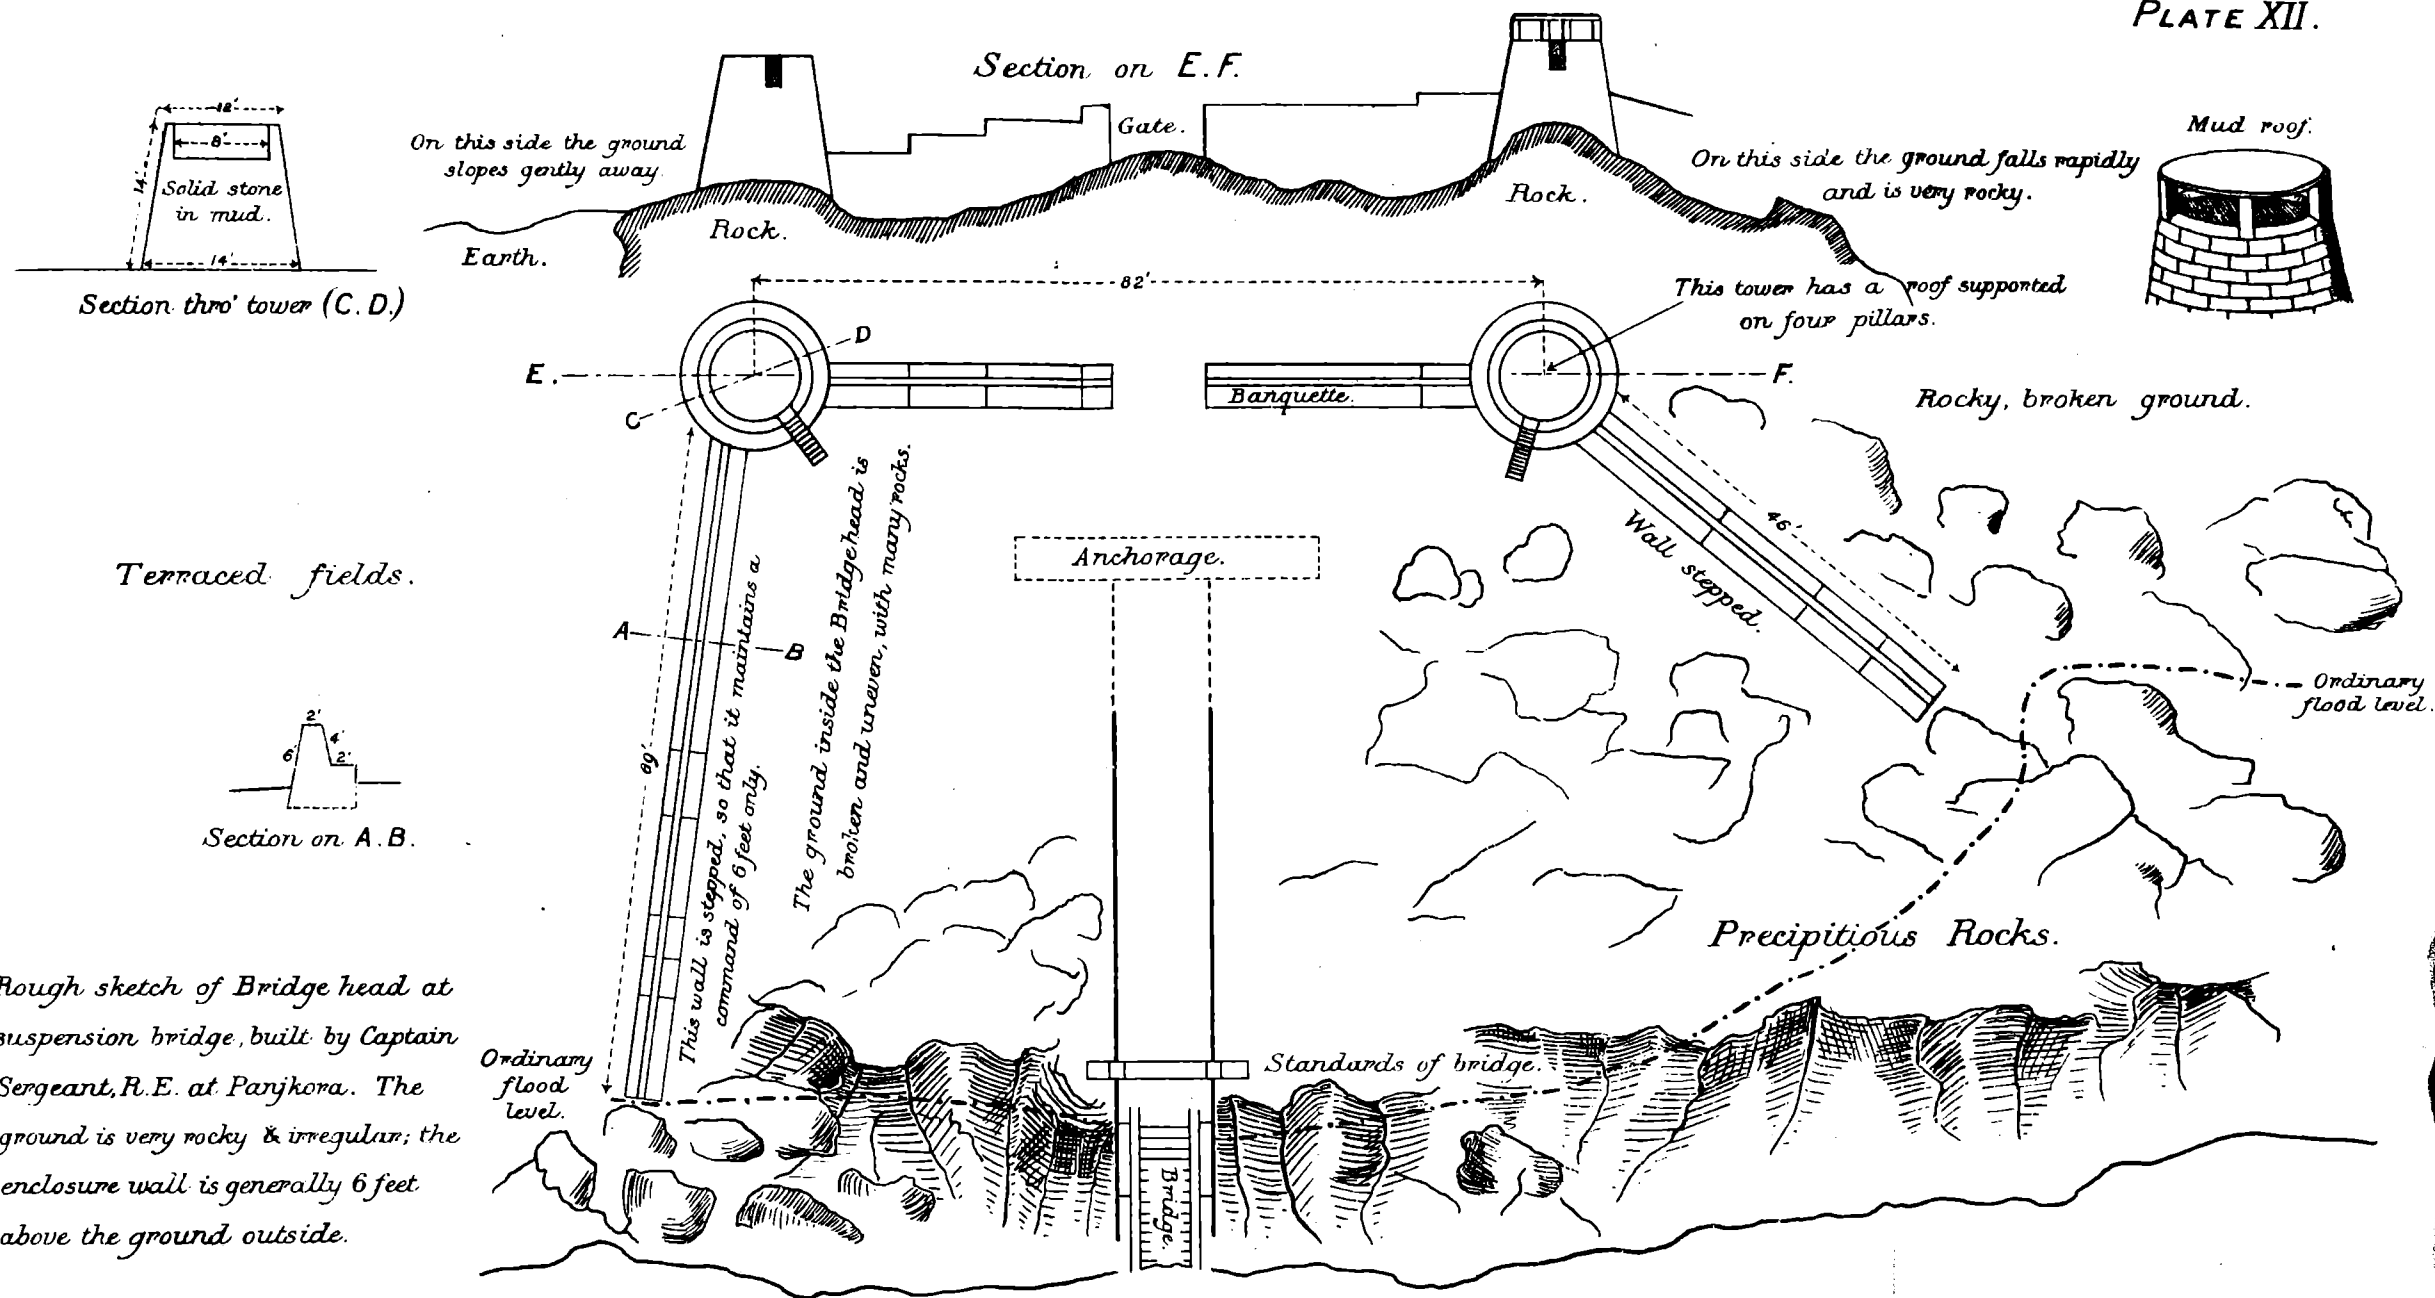 PLATE XII.
Section on E.F.
12'
8'
14'
Solid stone
in mud.
14'
Section thro' tower (C.D.)
On this side the ground
slopes gently away
Gate.
Rock.
Earth.
Rock.
On this side the ground falls rapidly
and is very rocky.
Mud roof.
82'
This tower has a roof supported
on four pillars.
E.
D
C
Banquette.
F.
Rocky, broken ground.
46'
Wall stepped.
Terraced fields.
Anchorage.
A
B
89'
This wall is stepped, so that it maintains a
command of 6 feet only.
The ground inside the Bridgehead is
broken and uneven, with many rocks.
Ordinary
flood level.
2'
6'
4'
2'
Section on A.B.
Precipitious Rocks.
Rough sketch of Bridge head at
suspension bridge, built by Captain
Sergeant, R.E. at Panjkora. The
ground is very rocky & irregular; the
enclosure wall is generally 6 feet
above the ground outside.
Ordinary
flood
level.
Standards of bridge.
Bridge.